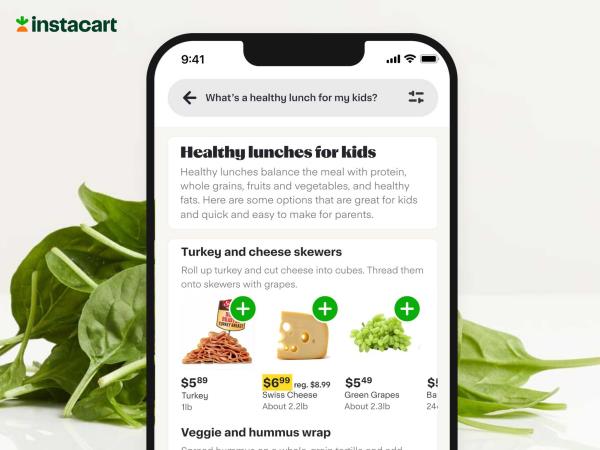 instacart
9:41
What's a healthy lunch for my kids?
Healthy lunches for kids
Healthy lunches balance the meal with protein,
whole grains, fruits and vegetables, and healthy
fats. Here are some options that are great for kids
and quick and easy to make for parents.
Turkey and cheese skewers
Roll up turkey and cut cheese into cubes. Thread them
onto skewers with grapes.
TURKEY BREAST
$5.89 $6.99 reg. $8.99 $5.49
Turkey Swiss Cheese Green Grapes Ba
1lb About 2.2lb About 2.3lb 24
Veggie and hummus wrap